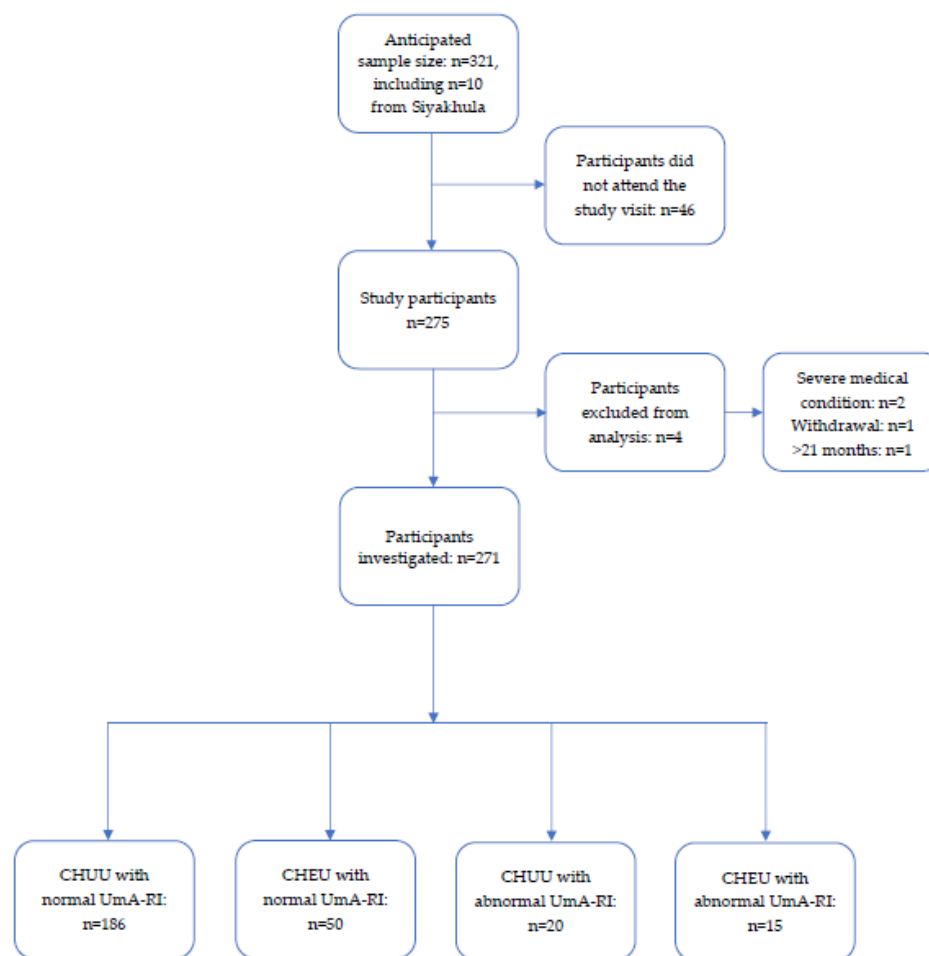 Anticipated
sample size: n=321,
including n=10
from Siyakhula
Participants did
not attend the
study visit: n=46
Study participants
n=275
Participants
excluded from
analysis: n=4
Severe medical
condition: n=2
Withdrawal: n=1
>21 months: n=1
Participants
investigated: n=271
CHUU with
normal UmA-RI:
n=186
CHEU with
normal UmA-RI:
n=50
CHUU with
abnormal UmA-RI:
n=20
CHEU with
abnormal UmA-RI:
n=15